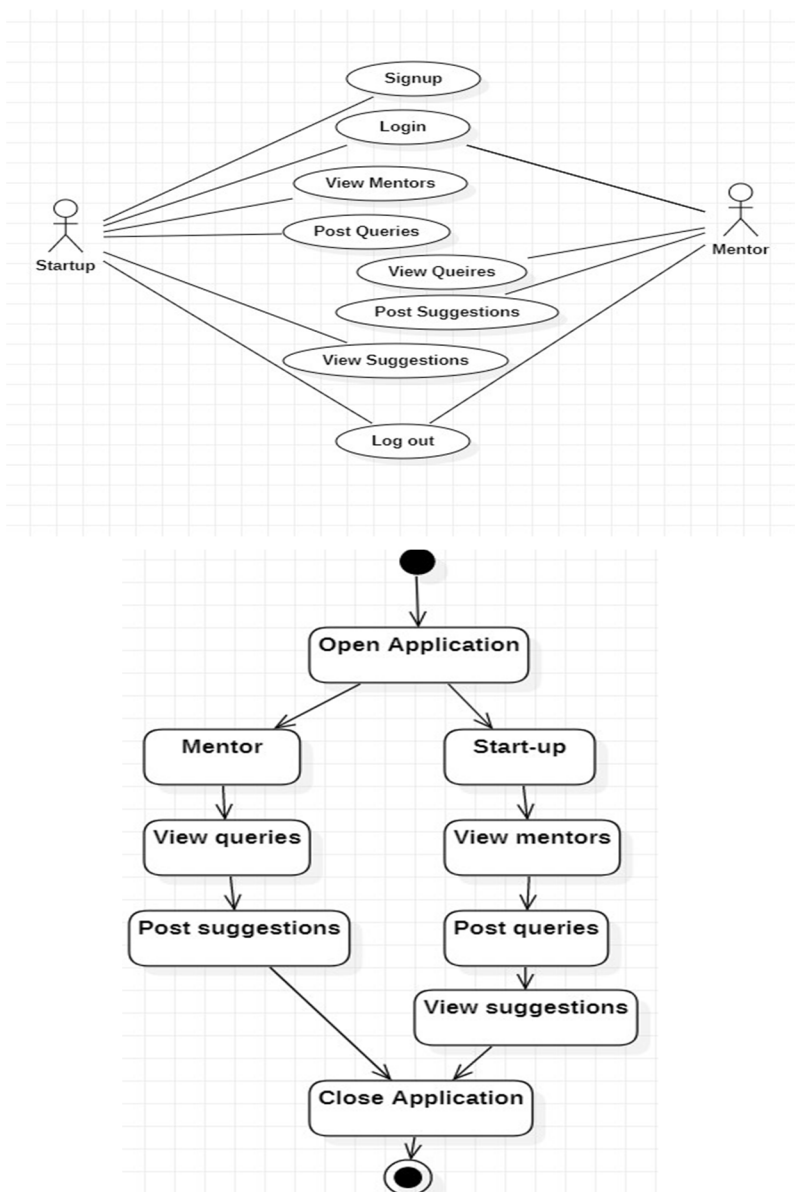 Signup
Login
View Mentors
Post Queries
Startup
Mentor
View Queires
Post Suggestions
View Suggestions
Log out
Open Application
Mentor
Start-up
View queries
View mentors
Post suggestions
Post queries
View suggestions
Close Application